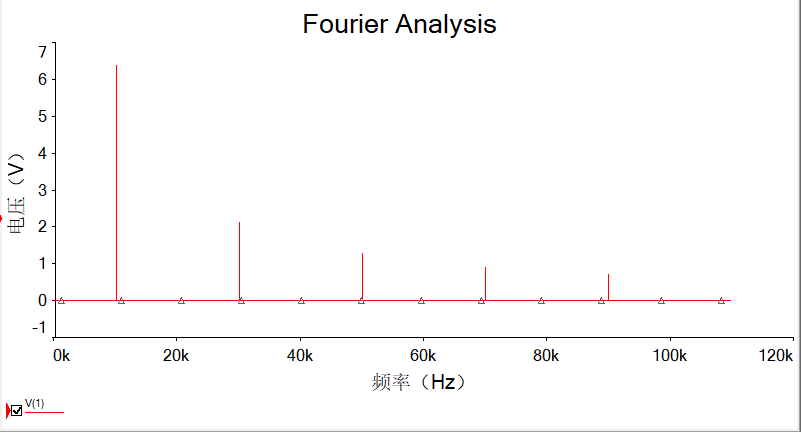 Fourier Analysis
7
6
5
4
3
2
1
0
-1
电压（V）
0k 20k 40k 60k 80k 100k 120k
频率（Hz）
V(1)